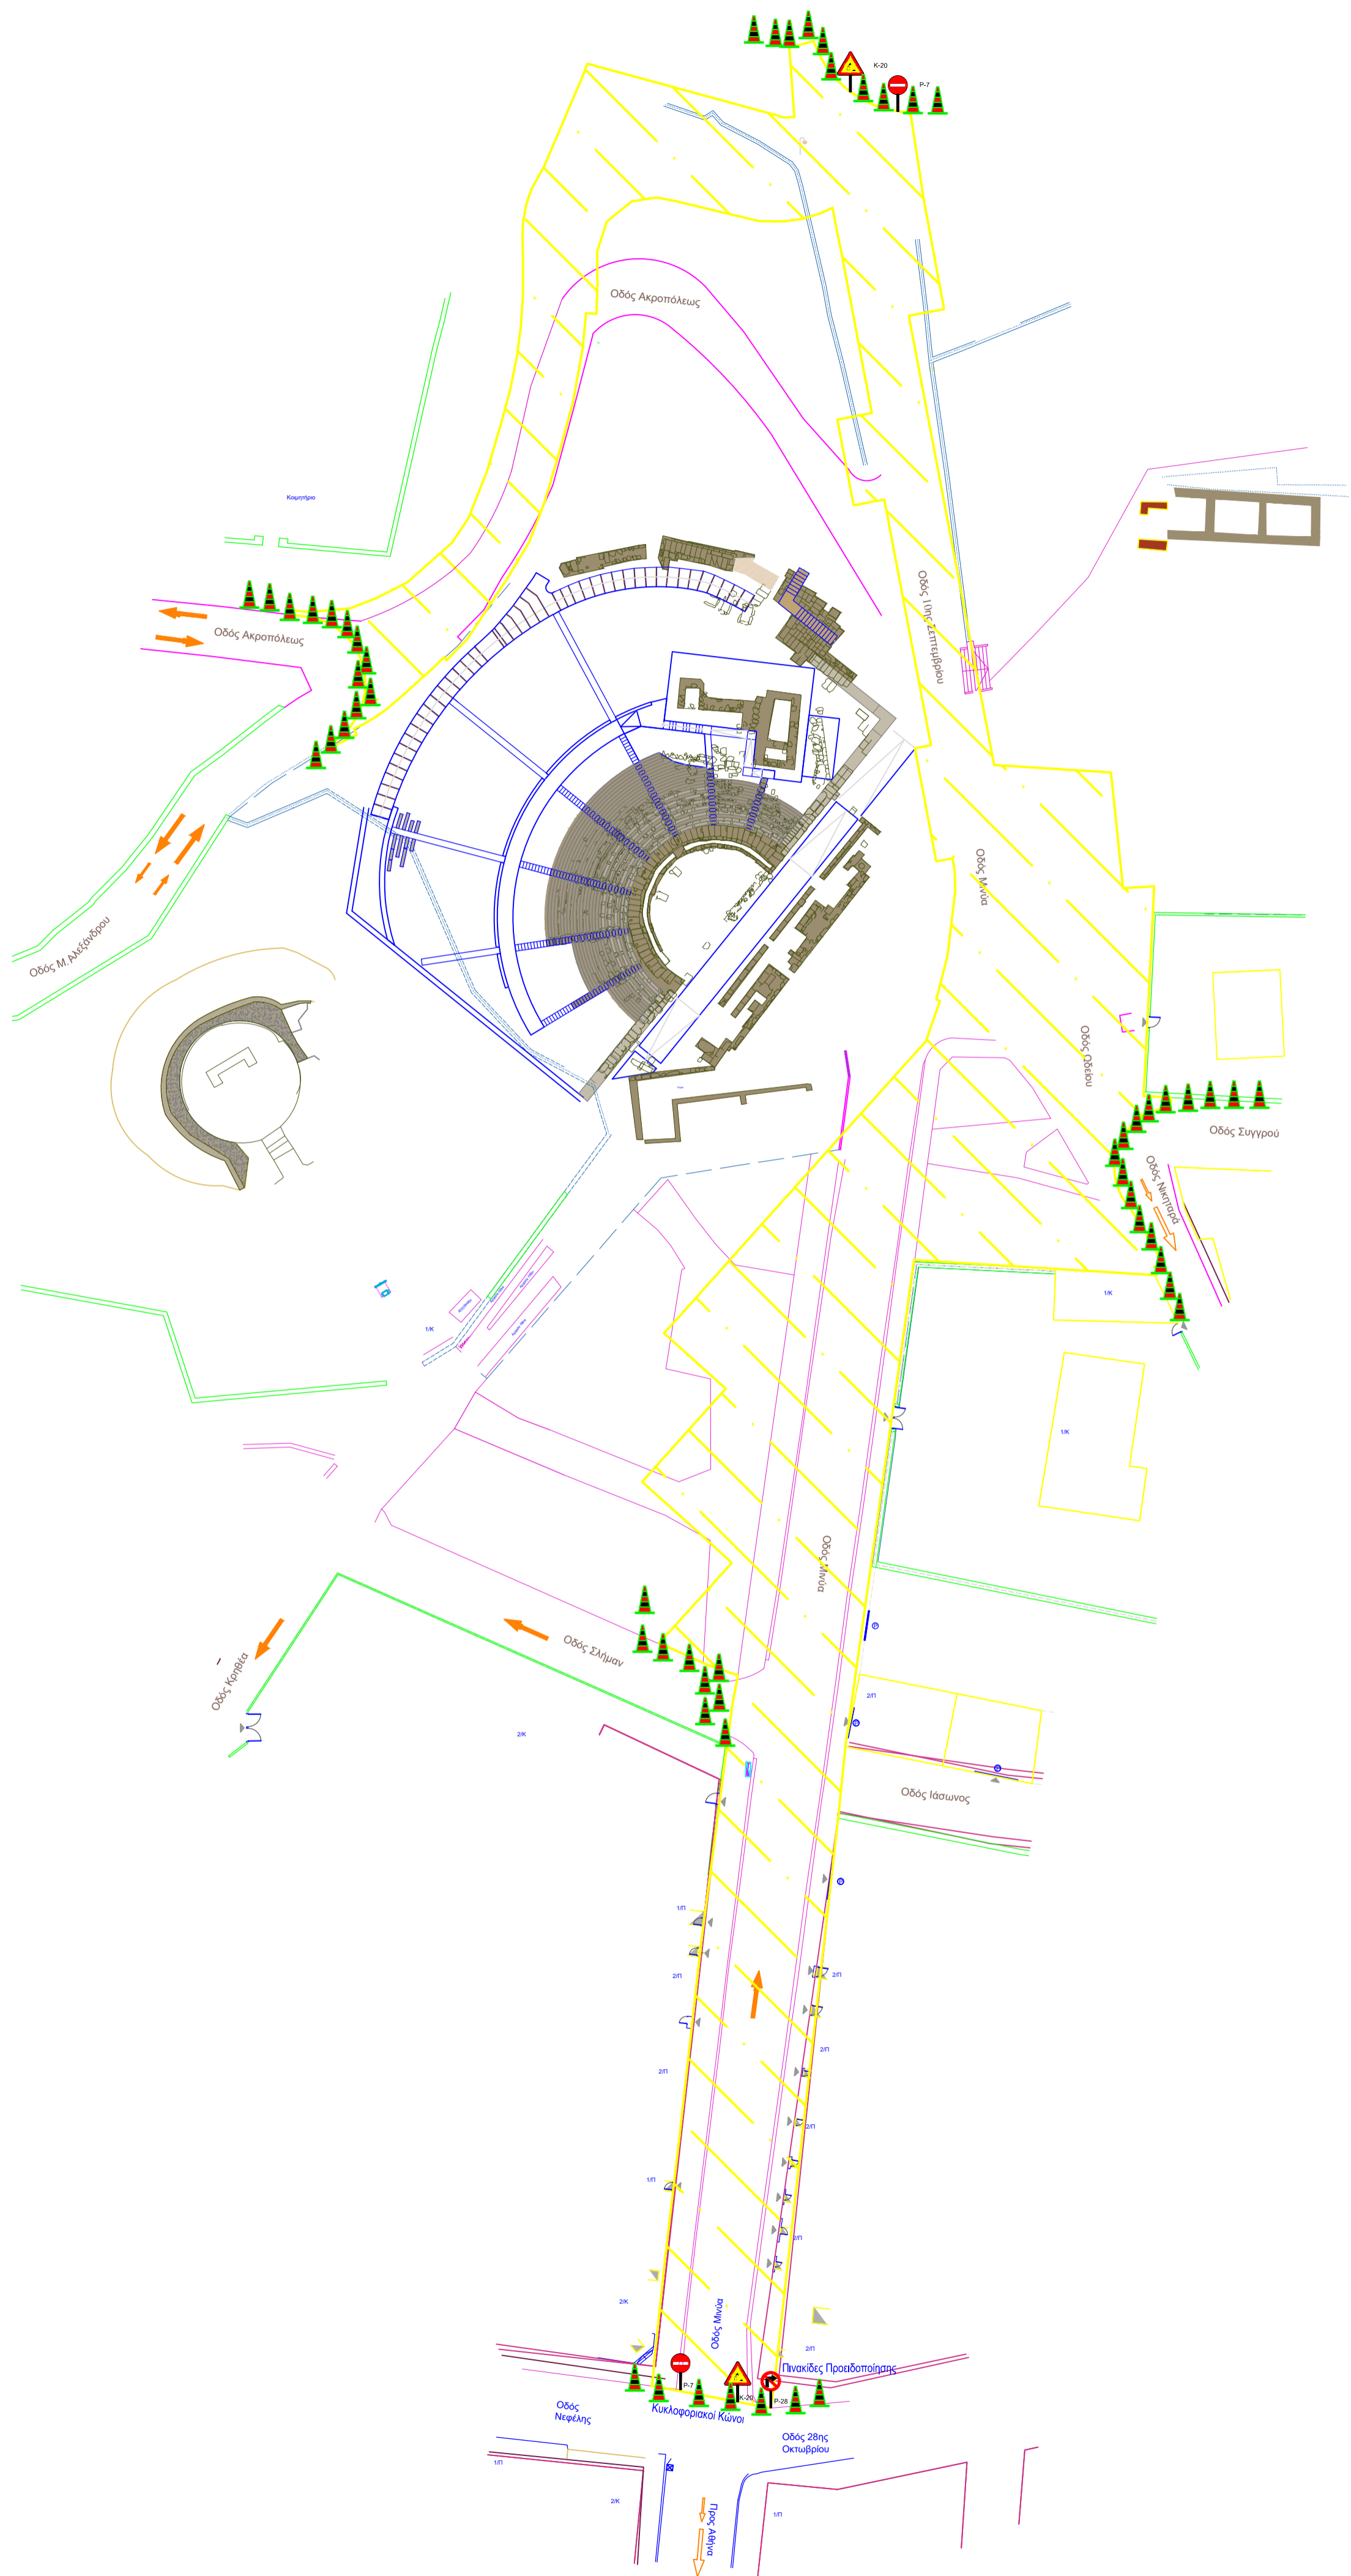 K-20
P-7
Οδός Ακροπόλεως
Κοιμητήριο
Οδός 10ης Σεπτεμβρίου
Οδός Ακροπόλεως
Οδός Μινύα
Οδός Μ.Αλεξάνδρου
Οδός Ωδείου
Οδός Συγγρού
Οδός Νικηταρά
1/Κ
1/Κ
1/Κ
Οδός Μινύα
P
Οδός Σλήμαν
Οδός Κρηθέα
2/Π
P
2/Κ
P
Οδός Ιάσωνος
P
1/Π
2/Π
2/Π
2/Π
2/Π
2/Π
1/Π
2/Π
2/Κ
Οδός Μινύα
2/Π
Πινακίδες Προειδοποίησης
P-7
K-20
P-28
Κυκλοφοριακοί Κώνοι
Οδός
Νεφέλης
Οδός 28ης
Οκτωβρίου
1/Π
2/Κ
Προς Αθήνα
1/Π